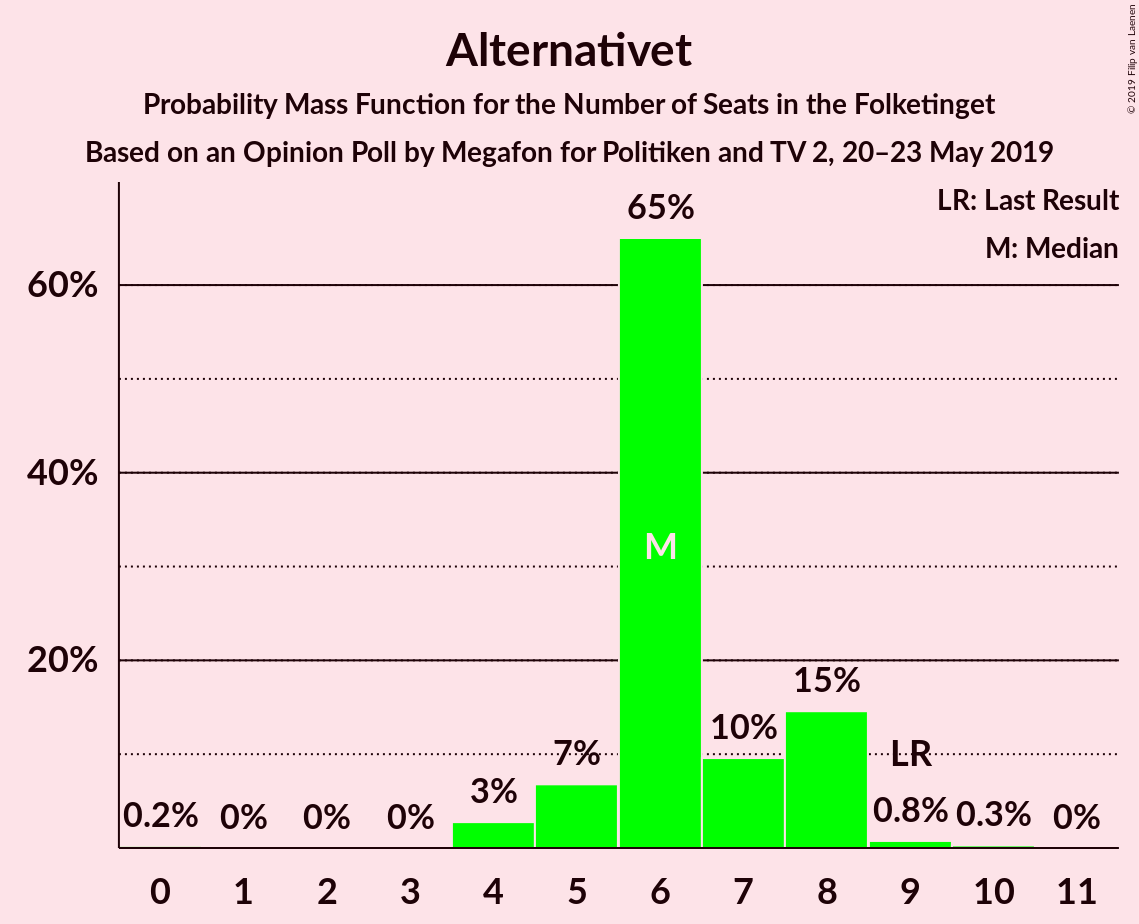 Alternativet
Probability Mass Function for the Number of Seats in the Folketinget
Based on an Opinion Poll by Megafon for Politiken and TV 2, 20–23 May 2019
© 2019 Filip van Laenen
LR: Last Result
M: Median
65%
60%
40%
M
20%
15%
10%
7%
LR
3%
0.2% 0% 0% 0% 0.8% 0.3% 0%
0 1 2 3 4 5 6 7 8 9 10 11